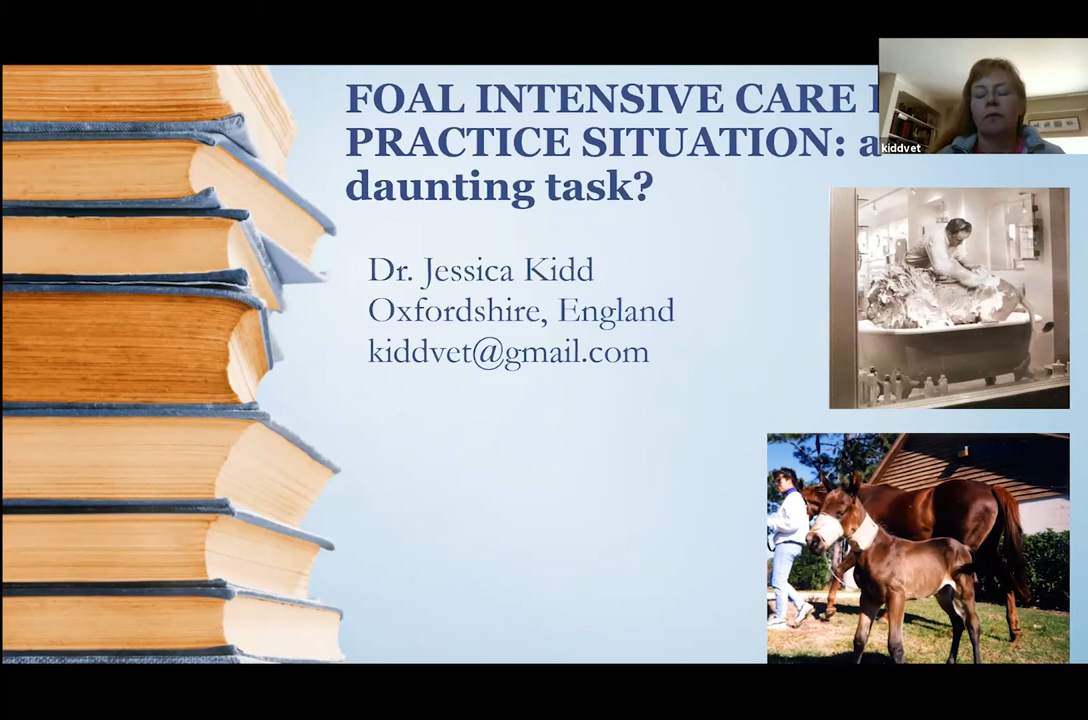 FOAL INTENSIVE CARE
PRACTICE SITUATION: a
daunting task?
Dr. Jessica Kidd
Oxfordshire, England
kiddvet@gmail.com
kiddvet